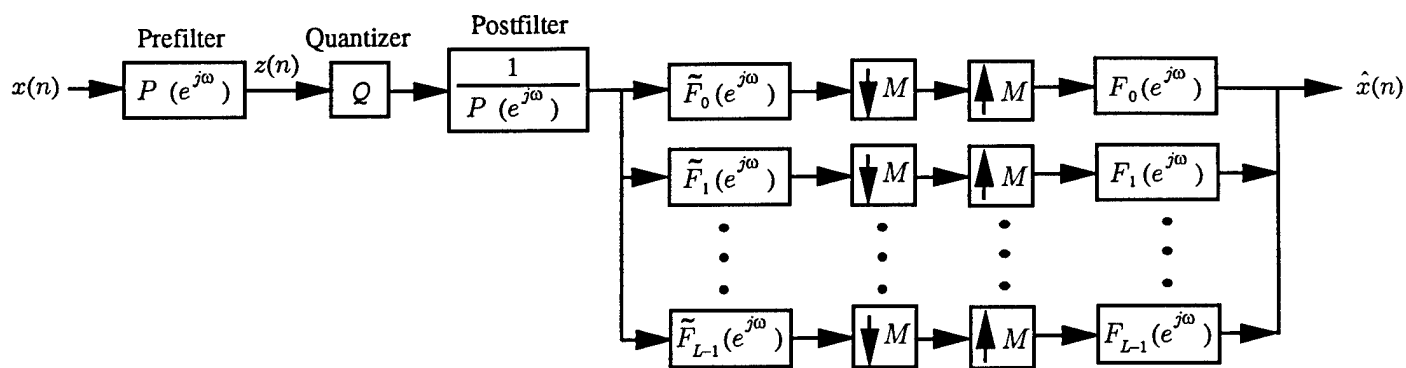 Prefilter Quantizer Postfilter
x(n) P (e^{jω}) z(n) Q 1 / P (e^{jω}) F̃_0(e^{jω}) M M F_0(e^{jω}) x̂(n)
F̃_1(e^{jω}) M M F_1(e^{jω})
F̃_{L-1}(e^{jω}) M M F_{L-1}(e^{jω})